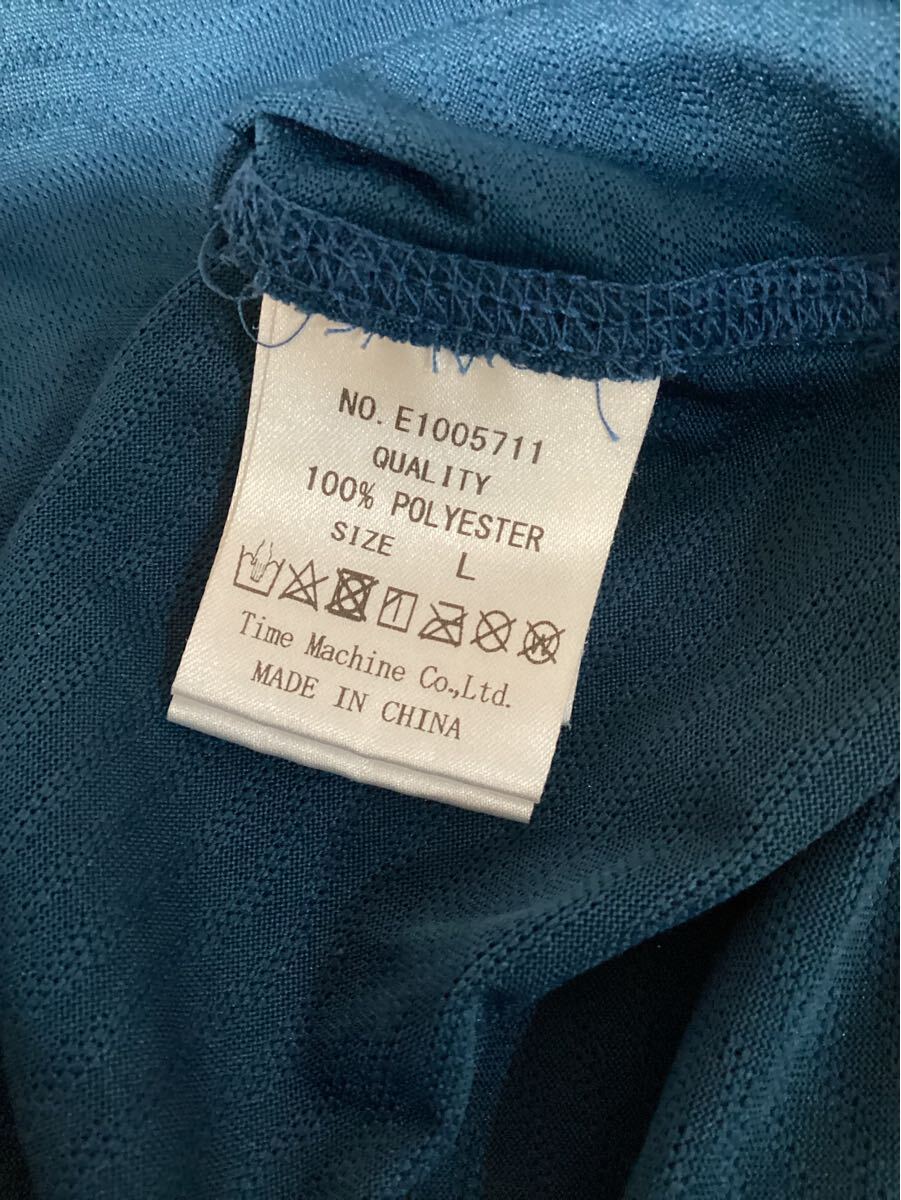 NO. E1005711
QUALITY
100% POLYESTER
SIZE L
Time Machine Co.,Ltd.
MADE IN CHINA